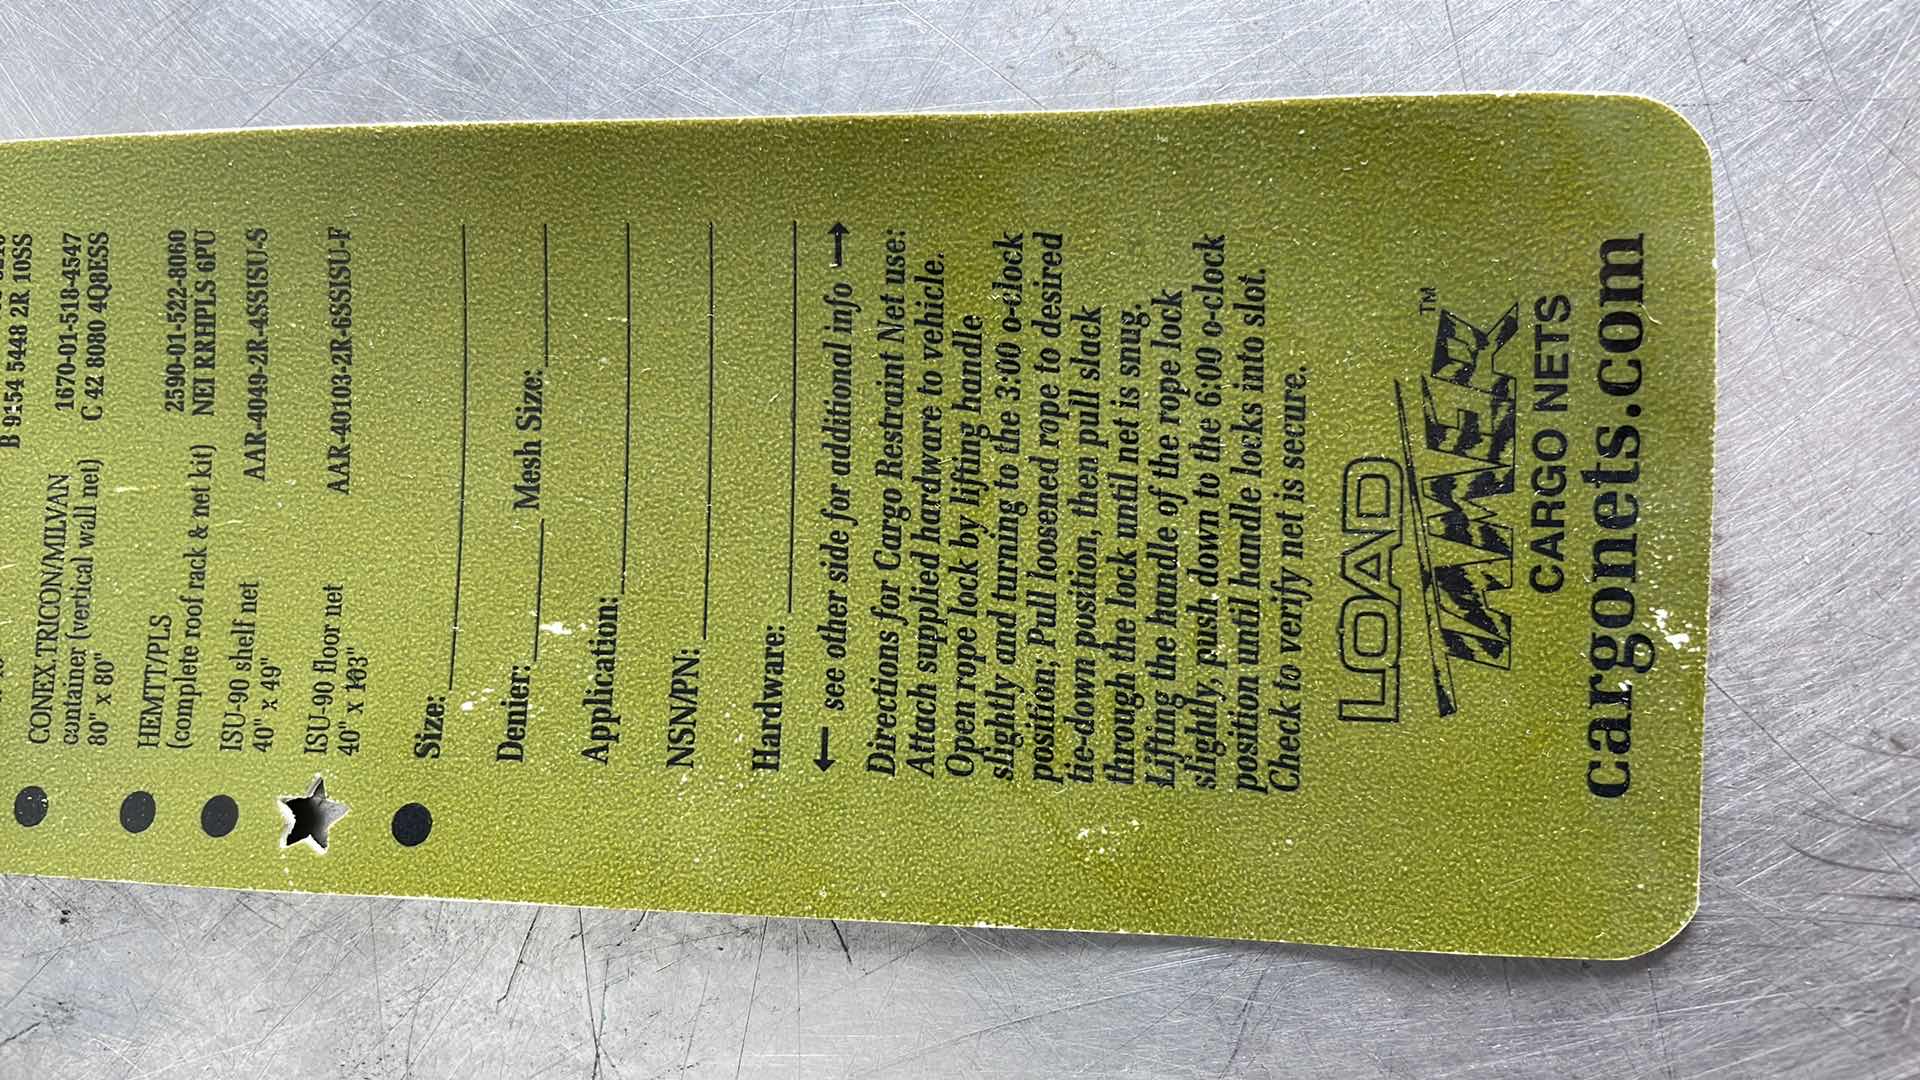 B 9154 5448 2R 10SS
CONEX,TRICON/MILVAN 1670-01-518-4547
container (vertical wall net) C 42 8080 4Q8ESS
80" x 80"
HEMTT/PLS 2590-01-522-8060
(complete roof rack & net kit) NET RRHPLS 6PU
ISU-90 shelf net AAR-4049-2R-4SSISU-S
40" x 49"
ISU-90 floor net AAR-40103-2R-6SSISU-F
40" x 103"
Size:
Denier: Mesh Size:
Application:
NSN/PN:
Hardware:
← see other side for additional info →
Directions for Cargo Restraint Net use:
Attach supplied hardware to vehicle.
Open rope lock by lifting handle
slightly and turning to the 3:00 o-clock
position; Pull loosened rope to desired
tie-down position, then pull slack
through the lock until net is snug.
Lifting the handle of the rope lock
slightly, push down to the 6:00 o-clock
position until handle locks into slot.
Check to verify net is secure.
LOAD
TAMER™
CARGO NETS
cargonets.com